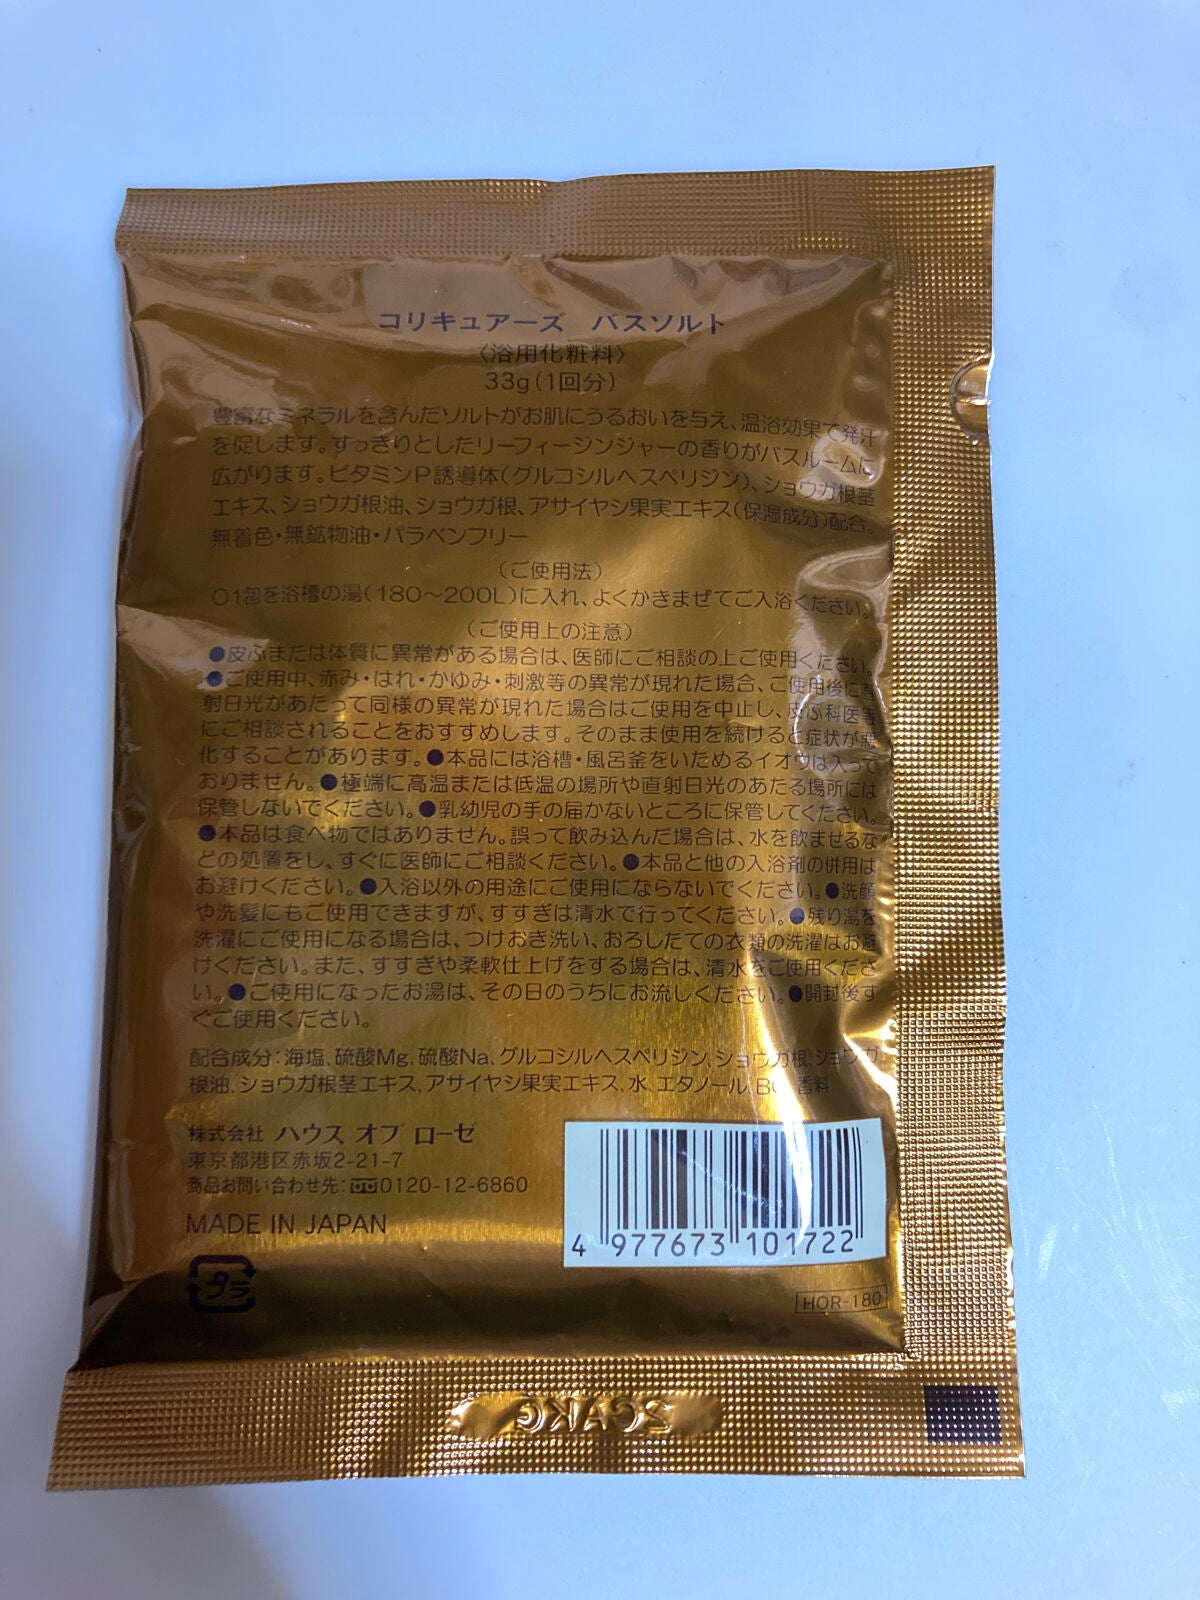 コリキュアーズ バスソルト
〈浴用化粧料〉
33g(1回分)
豊富なミネラルを含んだソルトがお肌にうるおいを与え、温浴効果で発汗
を促します。すっきりとしたリーフィージンジャーの香りがバスルームに
広がります。ビタミンP誘導体(グルコシルヘスペリジン)、ショウガ根茎
エキス、ショウガ根油、ショウガ根、アサイヤシ果実エキス(保湿成分)配合。
無着色・無鉱物油・パラベンフリー
(ご使用法)
○1包を浴槽の湯(180〜200L)に入れ、よくかきまぜてご入浴ください。
(ご使用上の注意)
●皮ふまたは体質に異常がある場合は、医師にご相談の上ご使用ください。
●ご使用中、赤み・はれ・かゆみ・刺激等の異常が現れた場合、ご使用後に直
射日光があたって同様の異常が現れた場合はご使用を中止し、皮ふ科医等
にご相談されることをおすすめします。そのまま使用を続けると症状が悪
化することがあります。●本品には浴槽・風呂釜をいためるイオウは入って
おりません。●極端に高温または低温の場所や直射日光のあたる場所には
保管しないでください。●乳幼児の手の届かないところに保管してください。
●本品は食べ物ではありません。誤って飲み込んだ場合は、水を飲ませるな
どの処置をし、すぐに医師にご相談ください。●本品と他の入浴剤の併用は
お避けください。●入浴以外の用途にご使用にならないでください。●洗顔
や洗髪にもご使用できますが、すすぎは清水で行ってください。●残り湯を
洗濯にご使用になる場合は、つけおき洗い、おろしたての衣類の洗濯はお避
けください。また、すすぎや柔軟仕上げをする場合は、清水をご使用くださ
い。●ご使用になったお湯は、その日のうちにお流しください。●開封後す
ぐご使用ください。
配合成分:海塩、硫酸Mg、硫酸Na、グルコシルヘスペリジン、ショウガ根、ショウガ
根油、ショウガ根茎エキス、アサイヤシ果実エキス、水、エタノール、BG、香料
株式会社 ハウス オブ ローゼ
東京都港区赤坂2-21-7
商品お問い合わせ先:0120-12-6860
MADE IN JAPAN
プラ
4 977673 101722
HOR-180